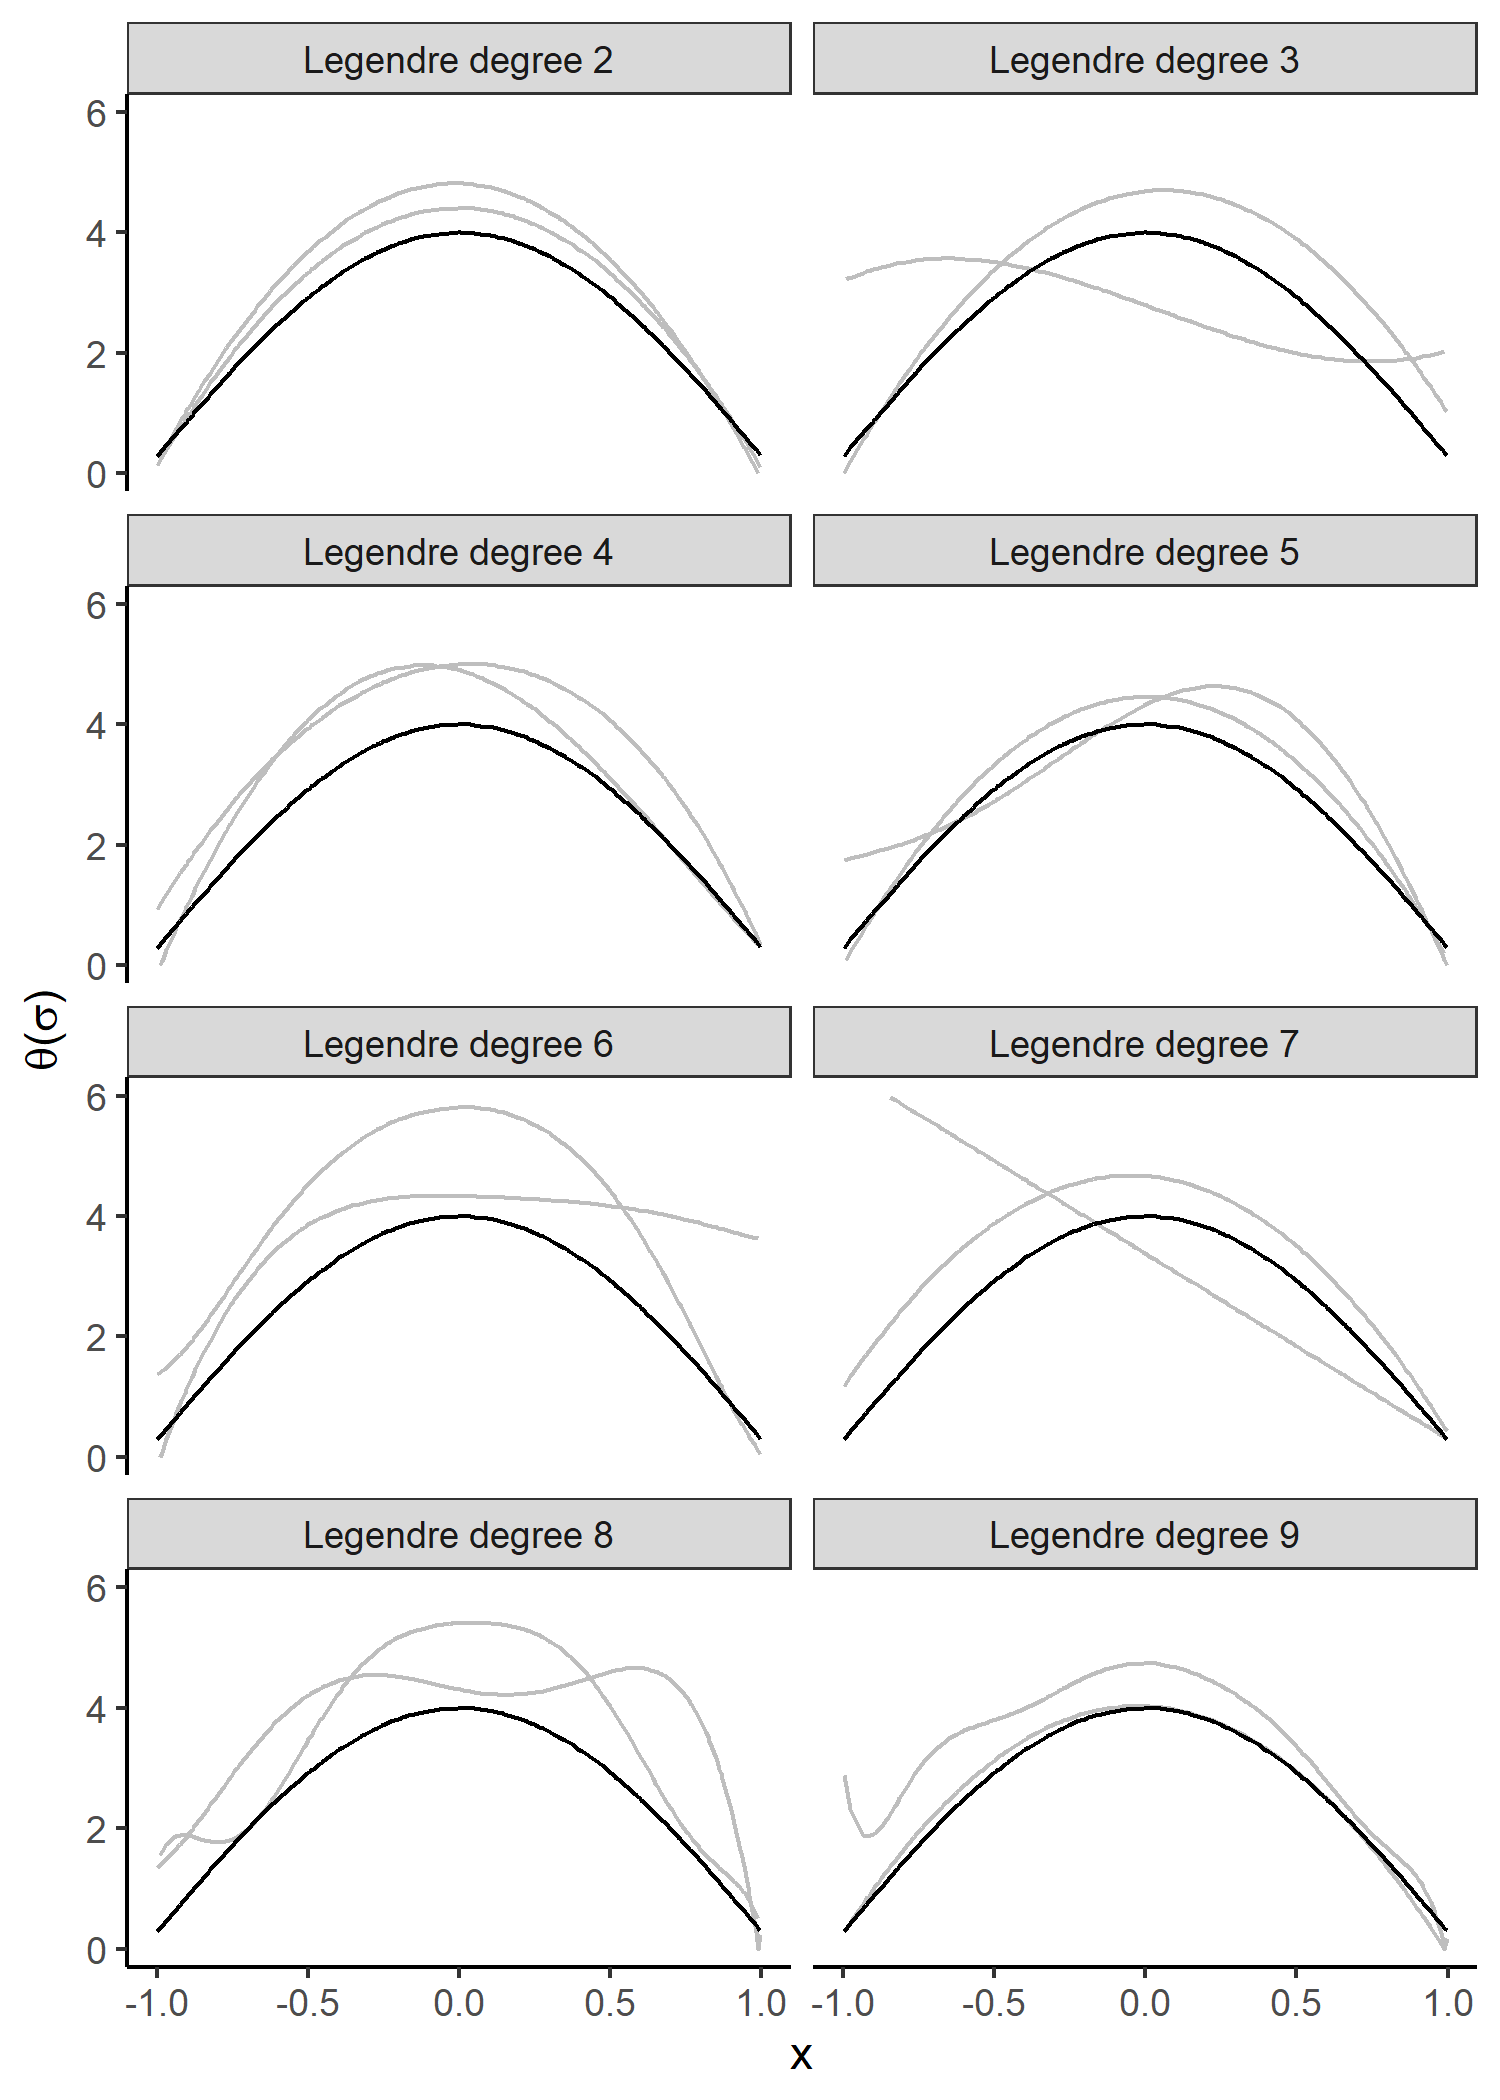 Legendre degree 2
Legendre degree 3
6
4
2
0
Legendre degree 4
Legendre degree 5
6
4
2
0
θ(σ)
Legendre degree 6
Legendre degree 7
6
4
2
0
Legendre degree 8
Legendre degree 9
6
4
2
0
-1.0 -0.5 0.0 0.5 1.0 -1.0 -0.5 0.0 0.5 1.0
x